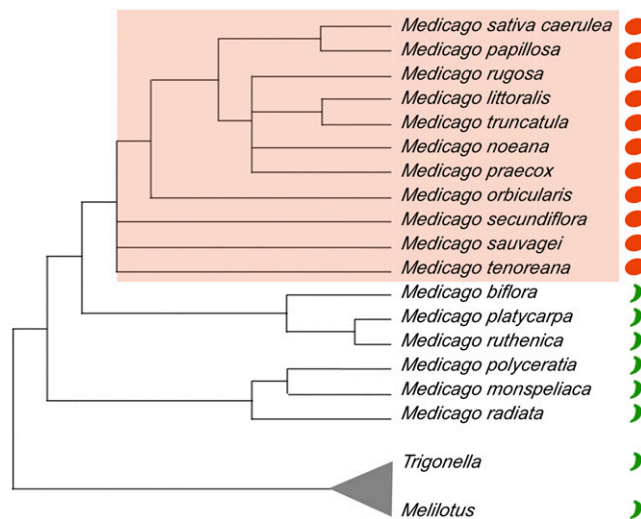 Medicago sativa caerulea
Medicago papillosa
Medicago rugosa
Medicago littoralis
Medicago truncatula
Medicago noeana
Medicago praecox
Medicago orbicularis
Medicago secundiflora
Medicago sauvagei
Medicago tenoreana
Medicago biflora
Medicago platycarpa
Medicago ruthenica
Medicago polyceratia
Medicago monspeliaca
Medicago radiata
Trigonella
Melilotus